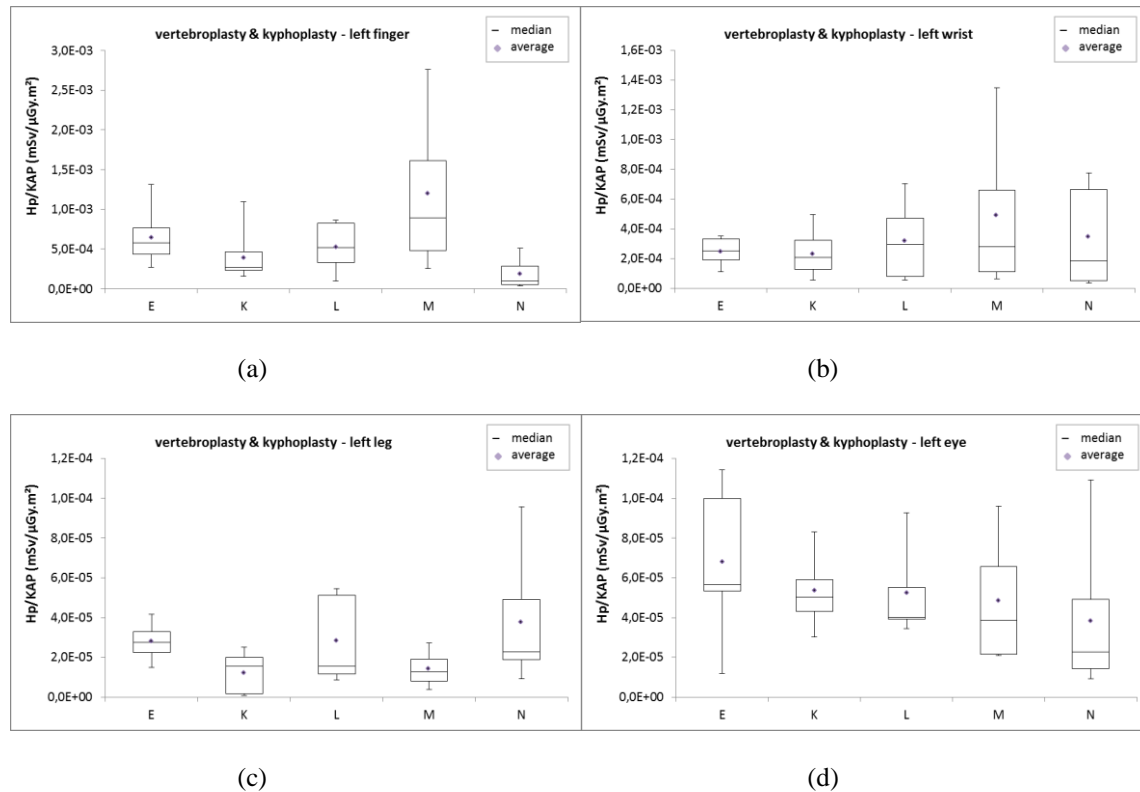 vertebroplasty & kyphoplasty - left finger
– median
◆ average
Hp/KAP (mSv/µGy.m²)
3,0E-03
2,5E-03
2,0E-03
1,5E-03
1,0E-03
5,0E-04
0,0E+00
E K L M N
(a)
vertebroplasty & kyphoplasty - left wrist
– median
◆ average
Hp/KAP (mSv/µGy.m²)
1,6E-03
1,4E-03
1,2E-03
1,0E-03
8,0E-04
6,0E-04
4,0E-04
2,0E-04
0,0E+00
E K L M N
(b)
vertebroplasty & kyphoplasty - left leg
– median
◆ average
Hp/KAP (mSv/µGy.m²)
1,2E-04
1,0E-04
8,0E-05
6,0E-05
4,0E-05
2,0E-05
0,0E+00
E K L M N
(c)
vertebroplasty & kyphoplasty - left eye
– median
◆ average
Hp/KAP (mSv/µGy.m²)
1,2E-04
1,0E-04
8,0E-05
6,0E-05
4,0E-05
2,0E-05
0,0E+00
E K L M N
(d)